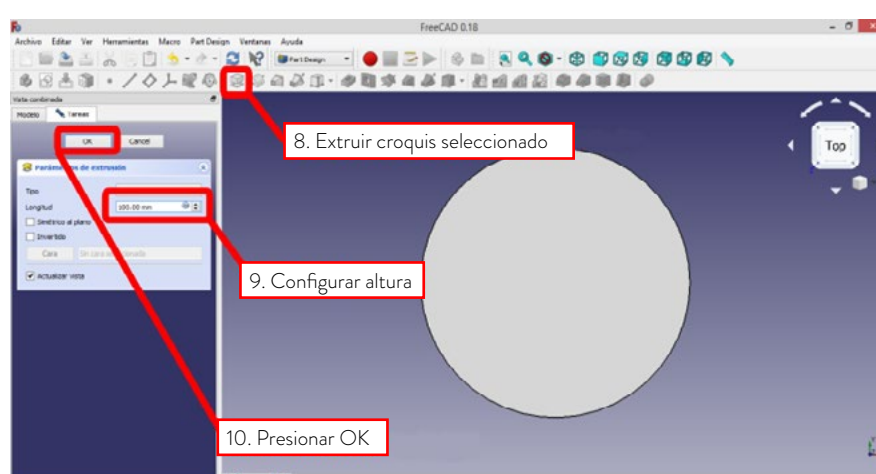 FreeCAD 0.18
Archivo Editar Ver Herramientas Macro Part Design Ventanas Ayuda
Part Design
Vista combinada
Modelo Tareas
OK Cancel
8. Extruir croquis seleccionado
Top
Parámetros de extrusión
Tipo
Longitud 100.00 mm
Simétrico al plano
Invertido
Cara Sin cara
Actualizar vista
9. Configurar altura
10. Presionar OK